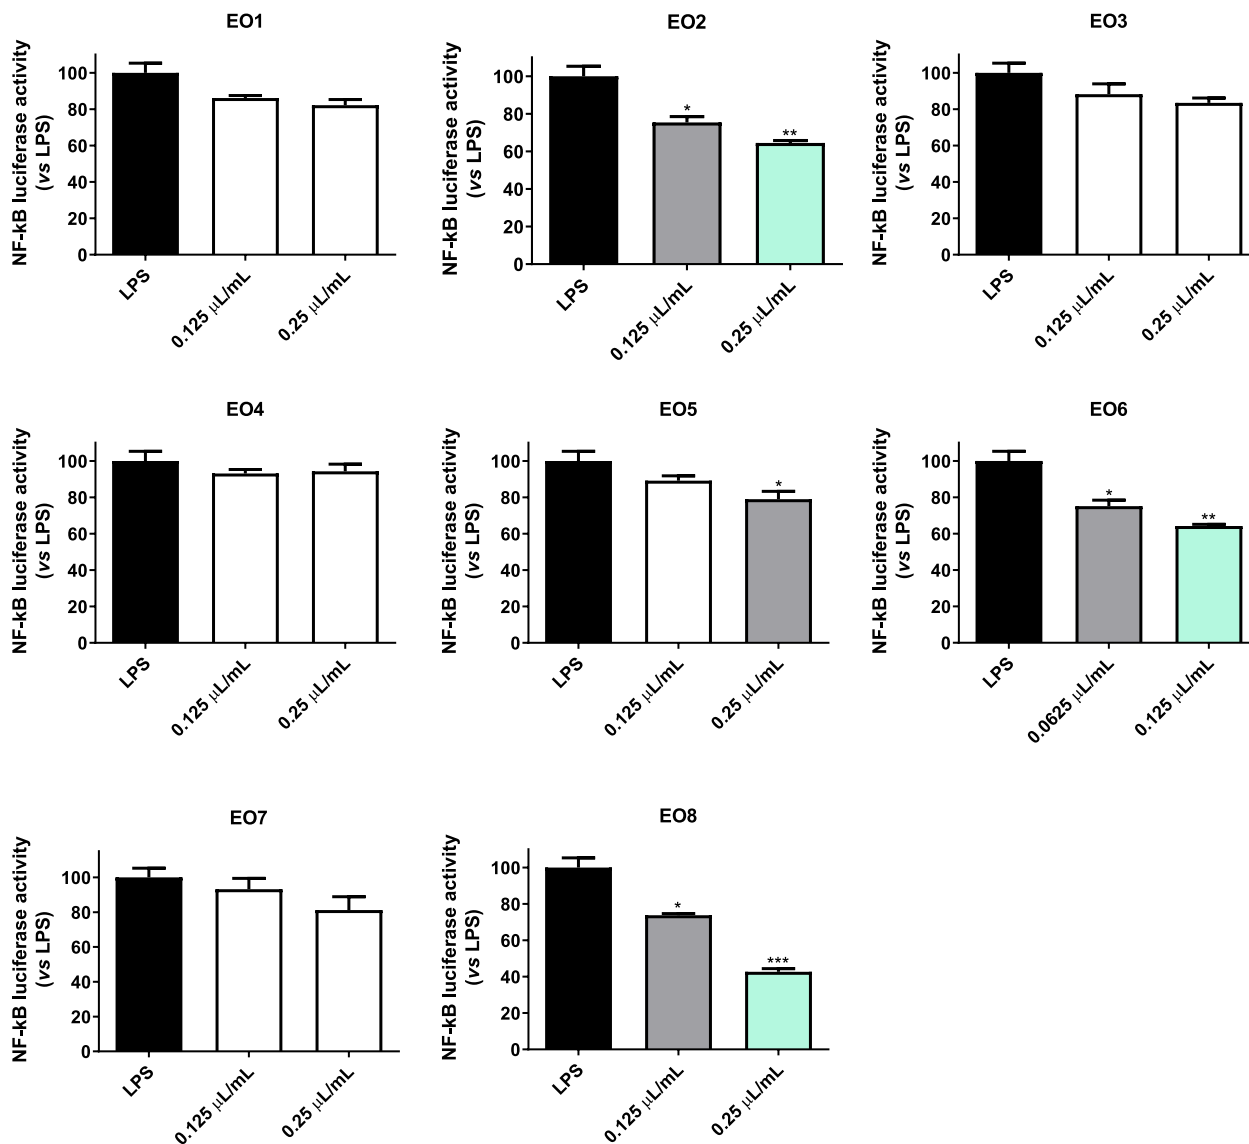 EO1
NF-kB luciferase activity
(vs LPS)
100
80
60
40
20
0
LPS
0.125 μL/mL
0.25 μL/mL
EO2
NF-kB luciferase activity
(vs LPS)
100
80
60
40
20
0
*
**
LPS
0.125 μL/mL
0.25 μL/mL
EO3
NF-kB luciferase activity
(vs LPS)
100
80
60
40
20
0
LPS
0.125 μL/mL
0.25 μL/mL
EO4
NF-kB luciferase activity
(vs LPS)
100
80
60
40
20
0
LPS
0.125 μL/mL
0.25 μL/mL
EO5
NF-kB luciferase activity
(vs LPS)
100
80
60
40
20
0
*
LPS
0.125 μL/mL
0.25 μL/mL
EO6
NF-kB luciferase activity
(vs LPS)
100
80
60
40
20
0
*
**
LPS
0.0625 μL/mL
0.125 μL/mL
EO7
NF-kB luciferase activity
(vs LPS)
100
80
60
40
20
0
LPS
0.125 μL/mL
0.25 μL/mL
EO8
NF-kB luciferase activity
(vs LPS)
100
80
60
40
20
0
*
***
LPS
0.125 μL/mL
0.25 μL/mL